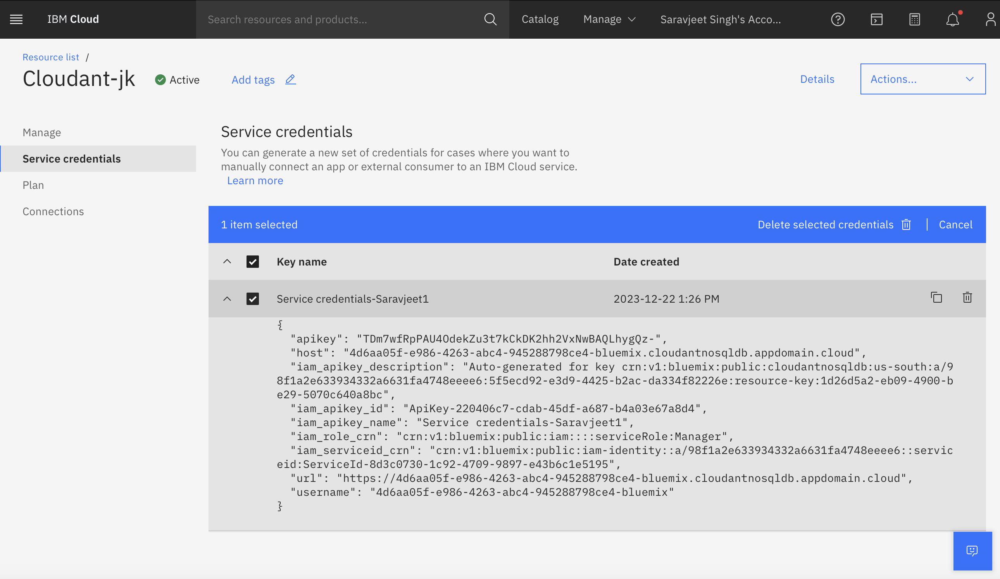 IBM Cloud
Search resources and products...
Catalog
Manage
Saravjeet Singh's Acco...
Resource list /
Cloudant-jk
Active
Add tags
Details
Actions...
Manage
Service credentials
Plan
Connections
Service credentials
You can generate a new set of credentials for cases where you want to
manually connect an app or external consumer to an IBM Cloud service.
Learn more
1 item selected
Delete selected credentials
Cancel
Key name
Date created
Service credentials-Saravjeet1
2023-12-22 1:26 PM
{
"apikey": "TDm7wfRpPAU4OdekZu3t7kCkDK2hh2VxNwBAQLhygQz-",
"host": "4d6aa05f-e986-4263-abc4-945288798ce4-bluemix.cloudantnosqldb.appdomain.cloud",
"iam_apikey_description": "Auto-generated for key crn:v1:bluemix:public:cloudantnosqldb:us-south:a/9
8f1a2e633934332a6631fa4748eeee6:5f5ecd92-e3d9-4425-b2ac-da334f82226e:resource-key:1d26d5a2-eb09-4900-b
e29-5070c640a8bc",
"iam_apikey_id": "ApiKey-220406c7-cdab-45df-a687-b4a03e67a8d4",
"iam_apikey_name": "Service credentials-Saravjeet1",
"iam_role_crn": "crn:v1:bluemix:public:iam::::serviceRole:Manager",
"iam_serviceid_crn": "crn:v1:bluemix:public:iam-identity::a/98f1a2e633934332a6631fa4748eeee6::servic
eid:ServiceId-8d3c0730-1c92-4709-9897-e43b6c1e5195",
"url": "https://4d6aa05f-e986-4263-abc4-945288798ce4-bluemix.cloudantnosqldb.appdomain.cloud",
"username": "4d6aa05f-e986-4263-abc4-945288798ce4-bluemix"
}